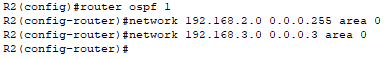 R2(config)#router ospf 1
R2(config-router)#network 192.168.2.0 0.0.0.255 area 0
R2(config-router)#network 192.168.3.0 0.0.0.3 area 0
R2(config-router)#